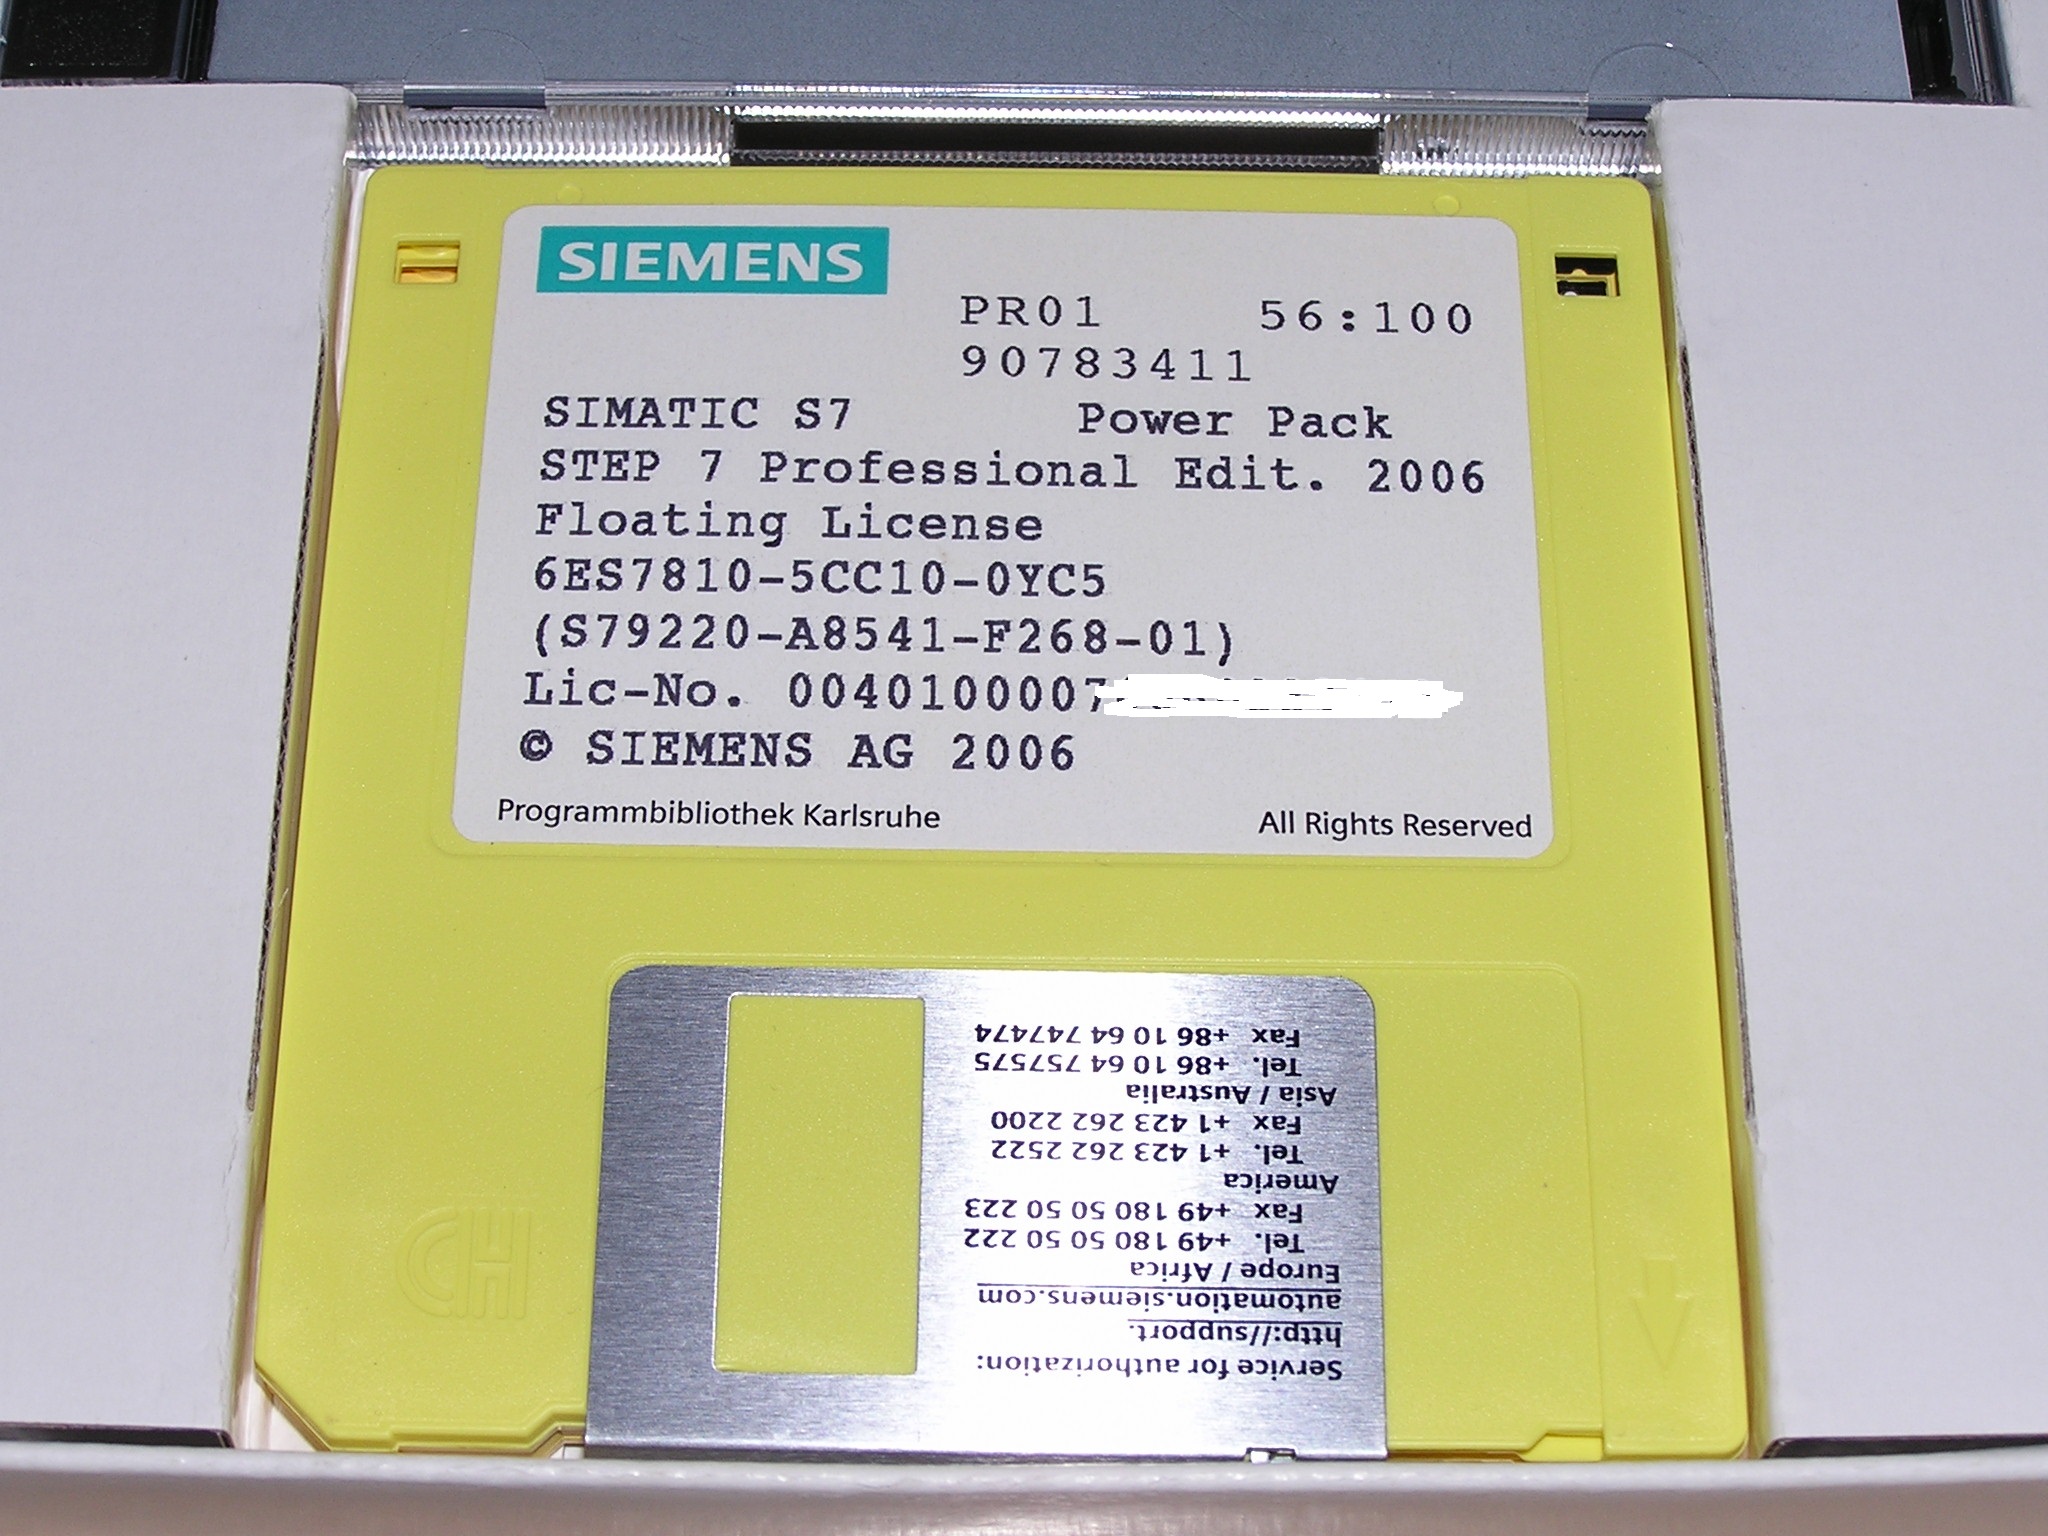 SIEMENS
PR01 56:100
90783411
SIMATIC S7 Power Pack
STEP 7 Professional Edit. 2006
Floating License
6ES7810-5CC10-0YC5
(S79220-A8541-F268-01)
Lic-No. 0040100007
© SIEMENS AG 2006
Programmbibliothek Karlsruhe All Rights Reserved
Service for authorization:
http://support.
automation.siemens.com
Europe / Africa
Tel. +49 180 50 50 222
Fax +49 180 50 50 223
America
Tel. +1 423 262 2522
Fax +1 423 262 2200
Asia / Australia
Tel. +86 10 64 757575
Fax +86 10 64 747474